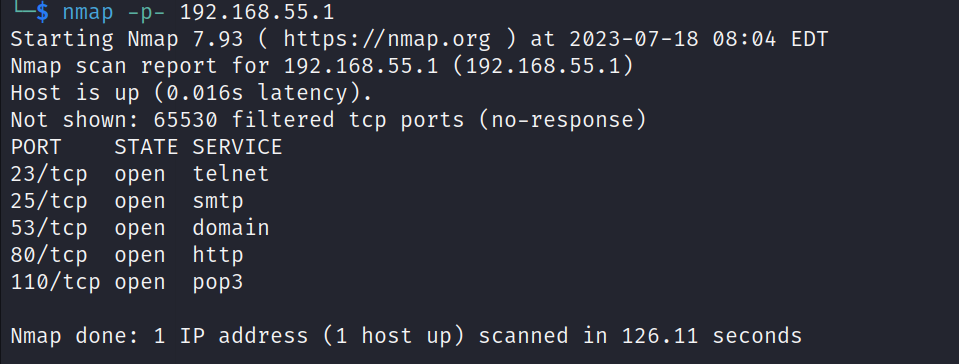 └─$ nmap -p- 192.168.55.1
Starting Nmap 7.93 ( https://nmap.org ) at 2023-07-18 08:04 EDT
Nmap scan report for 192.168.55.1 (192.168.55.1)
Host is up (0.016s latency).
Not shown: 65530 filtered tcp ports (no-response)
PORT    STATE SERVICE
23/tcp  open  telnet
25/tcp  open  smtp
53/tcp  open  domain
80/tcp  open  http
110/tcp open  pop3
Nmap done: 1 IP address (1 host up) scanned in 126.11 seconds